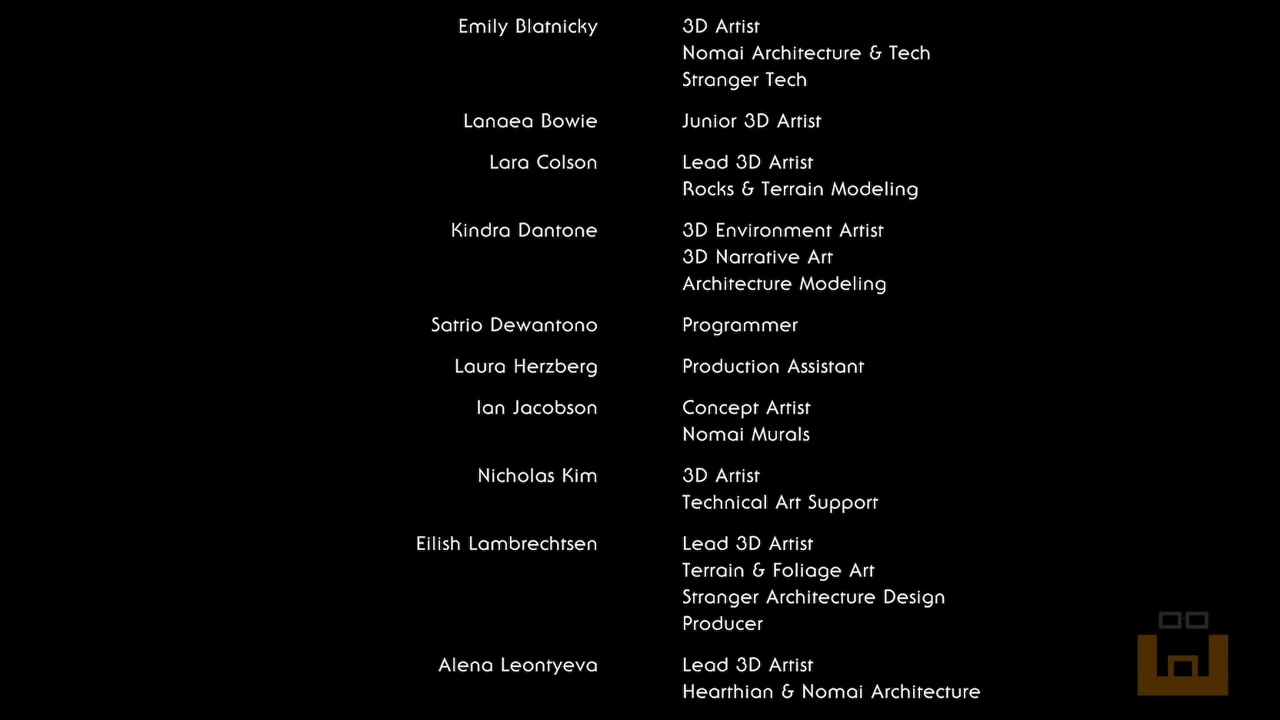 Emily Blatnicky 3D Artist
Nomai Architecture & Tech
Stranger Tech
Lanaea Bowie Junior 3D Artist
Lara Colson Lead 3D Artist
Rocks & Terrain Modeling
Kindra Dantone 3D Environment Artist
3D Narrative Art
Architecture Modeling
Satrio Dewantono Programmer
Laura Herzberg Production Assistant
Ian Jacobson Concept Artist
Nomai Murals
Nicholas Kim 3D Artist
Technical Art Support
Eilish Lambrechtsen Lead 3D Artist
Terrain & Foliage Art
Stranger Architecture Design
Producer
Alena Leontyeva Lead 3D Artist
Hearthian & Nomai Architecture